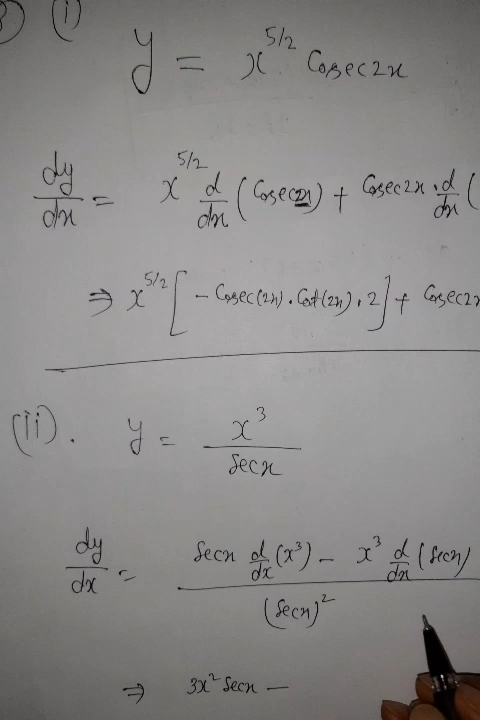 (i)
y = x^{5/2} Cosec2x
dy/dx = x^{5/2} d/dx (Cosec2x) + Cosec2x . d/dx (
⇒ x^{5/2} [ - Cosec(2x) . Cot(2x) . 2 ] + Cosec2x
(ii). y = x^3 / Secx
dy/dx = Secx d/dx (x^3) - x^3 d/dx (Secx) / (Secx)^2
⇒ 3x^2 Secx -